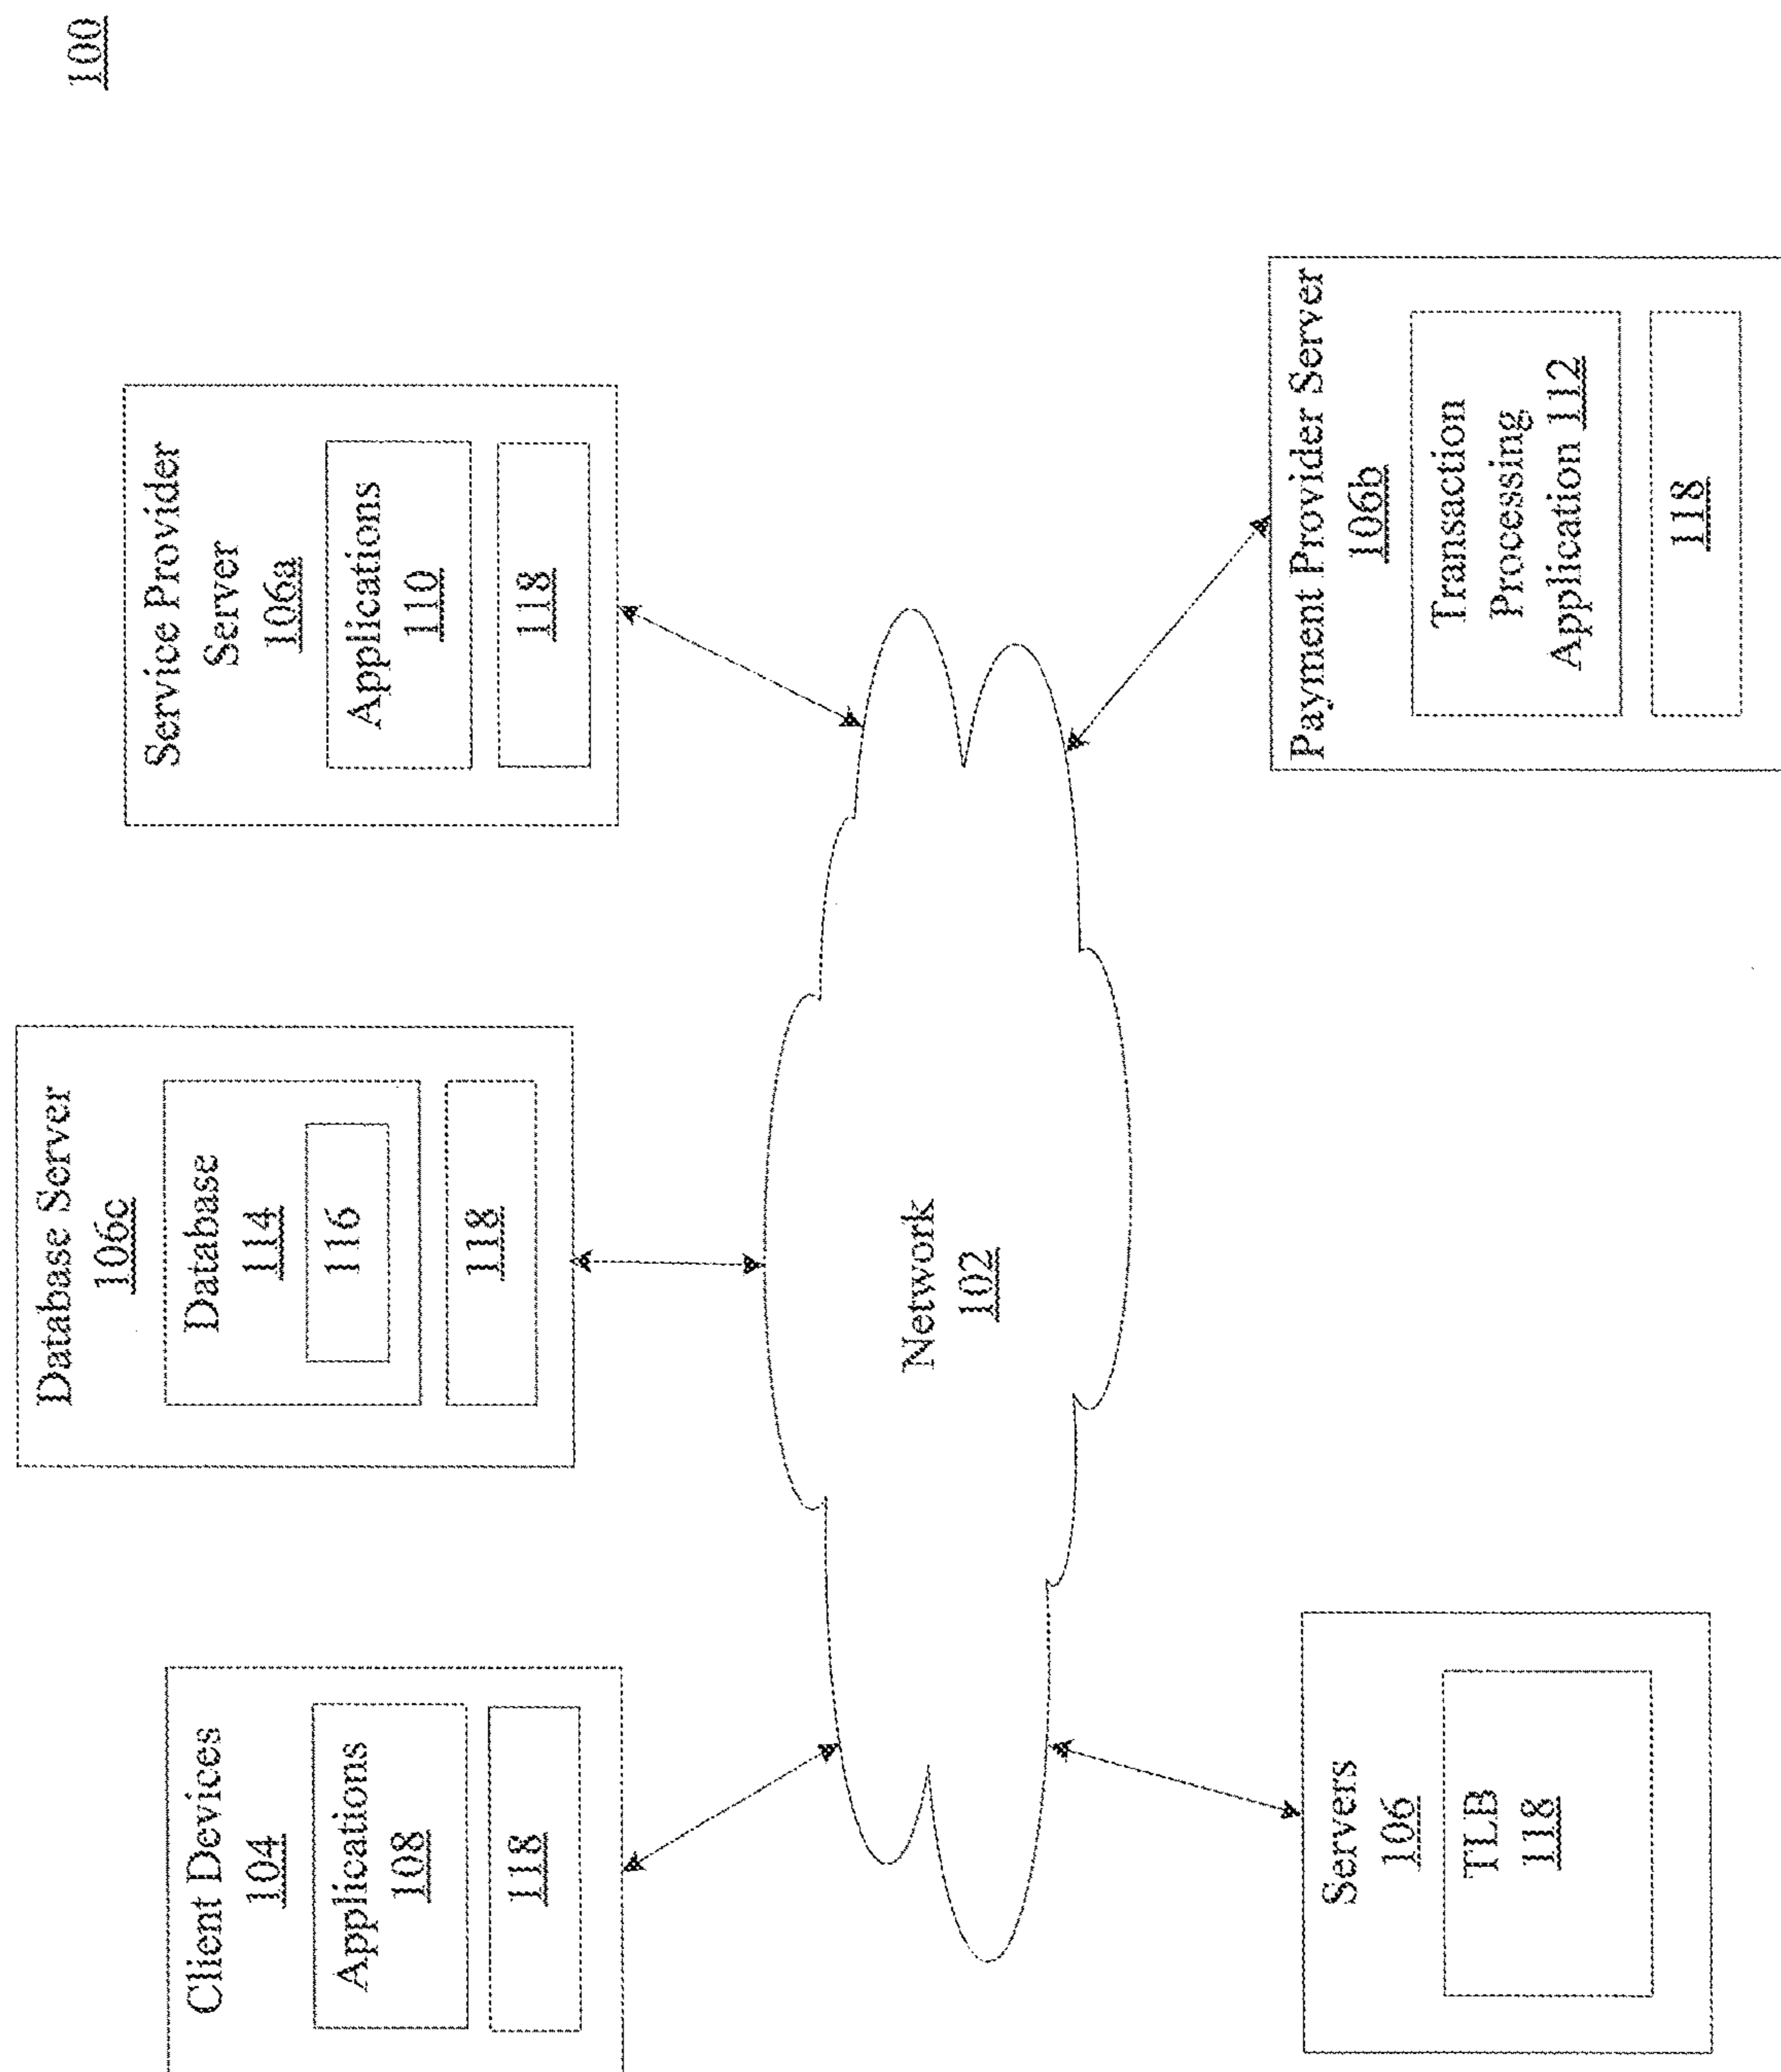 100
Client Devices
104
Applications
108
118
Database Server
106c
Database
114
116
118
Service Provider
Server
106a
Applications
110
118
Network
102
Servers
106
TLB
118
Payment Provider Server
106b
Transaction
Processing
Application 112
118